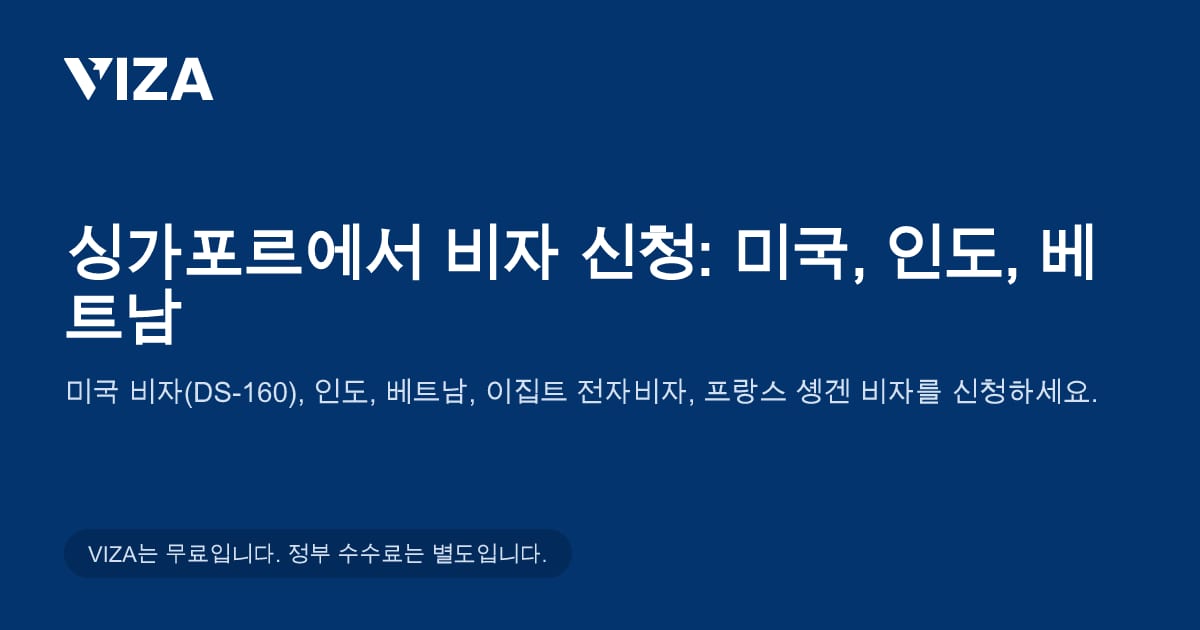 VIZA
싱가포르에서 비자 신청: 미국, 인도, 베
트남
미국 비자(DS-160), 인도, 베트남, 이집트 전자비자, 프랑스 솅겐 비자를 신청하세요.
VIZA는 무료입니다. 정부 수수료는 별도입니다.